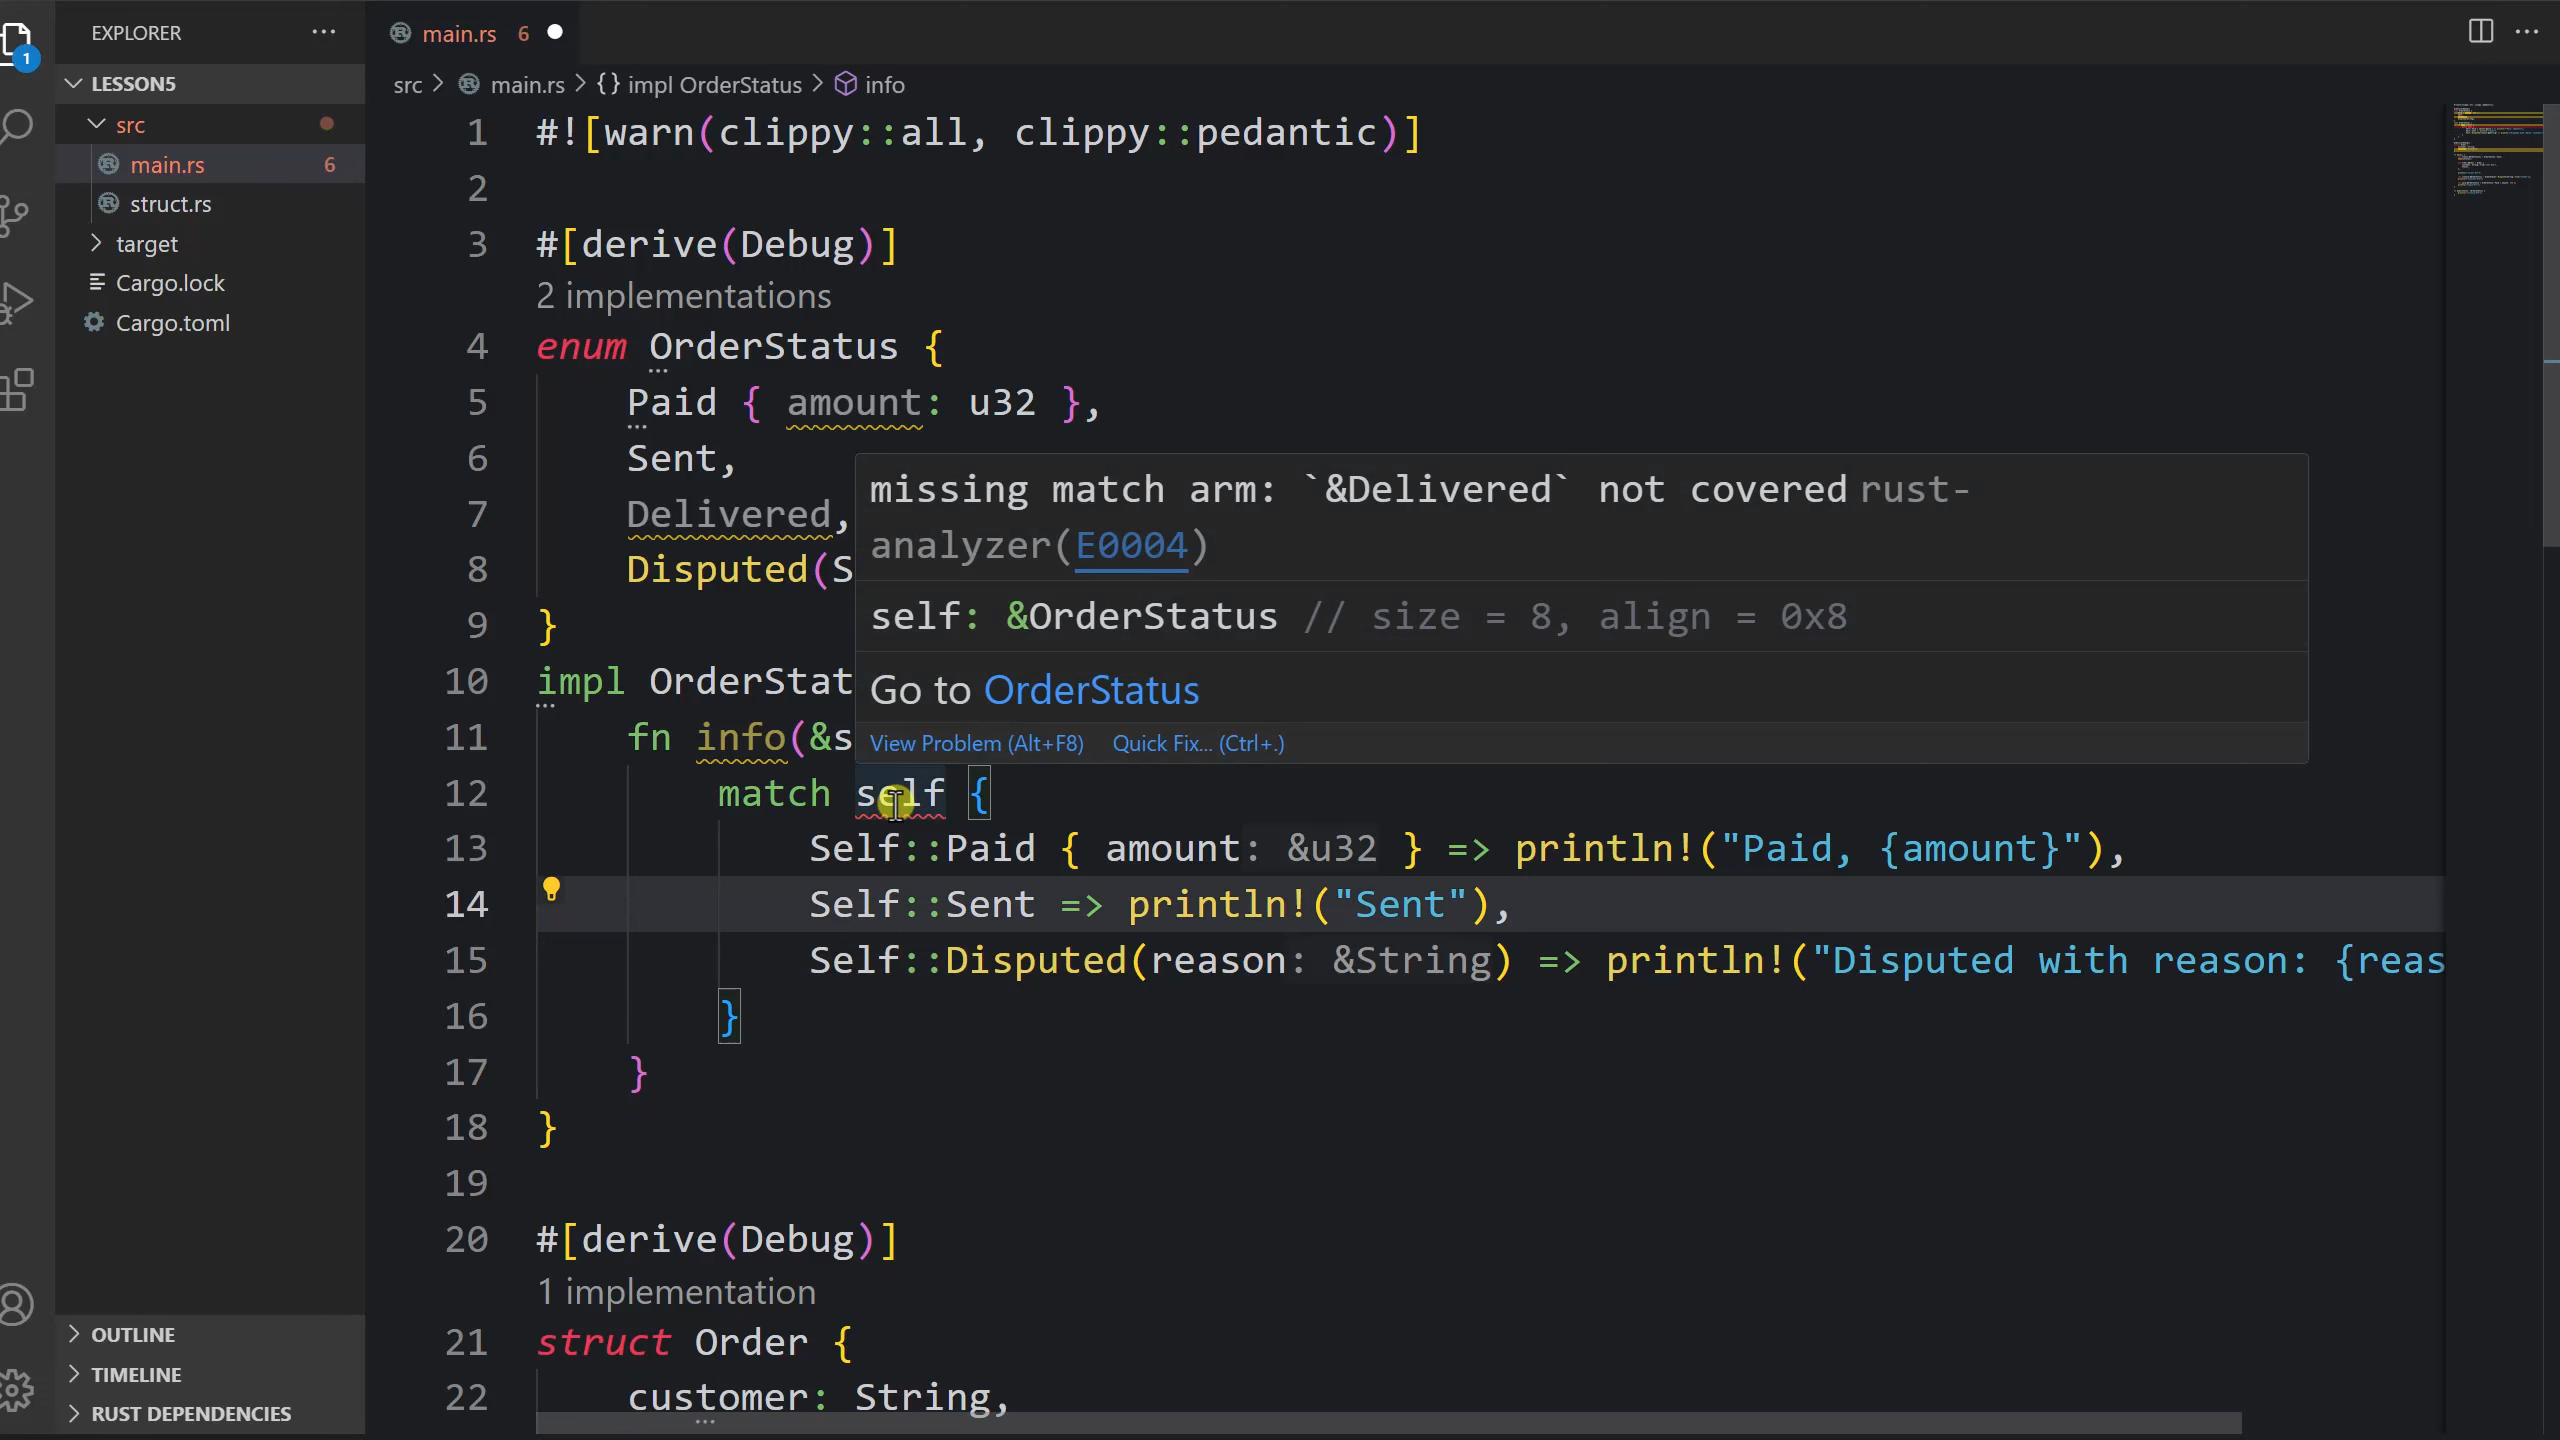 EXPLORER
LESSON5
src
main.rs 6
struct.rs
target
Cargo.lock
Cargo.toml
OUTLINE
TIMELINE
RUST DEPENDENCIES
1
main.rs 6
src > main.rs > {} impl OrderStatus > info
1 #![warn(clippy::all, clippy::pedantic)]
2
3 #[derive(Debug)]
2 implementations
4 enum OrderStatus {
5 Paid { amount: u32 },
6 Sent,
7 Delivered,
8 Disputed(S
9 }
10 impl OrderStat
11 fn info(&s
missing match arm: `&Delivered` not covered rust-
analyzer(E0004)
self: &OrderStatus // size = 8, align = 0x8
Go to OrderStatus
View Problem (Alt+F8) Quick Fix... (Ctrl+.)
12 match self {
13 Self::Paid { amount: &u32 } => println!("Paid, {amount}"),
14 Self::Sent => println!("Sent"),
15 Self::Disputed(reason: &String) => println!("Disputed with reason: {reas
16 }
17 }
18 }
19
20 #[derive(Debug)]
1 implementation
21 struct Order {
22 customer: String,